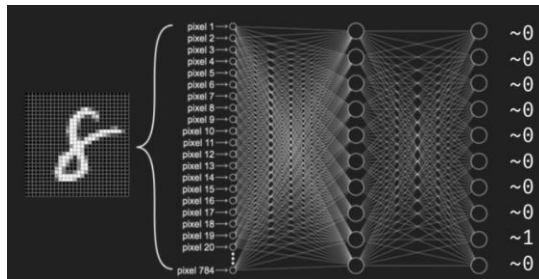 pixel 1
pixel 2
pixel 3
pixel 4
pixel 5
pixel 6
pixel 7
pixel 8
pixel 9
pixel 10
pixel 11
pixel 12
pixel 13
pixel 14
pixel 15
pixel 16
pixel 17
pixel 18
pixel 19
pixel 20
pixel 784
8
~0
~0
~0
~0
~0
~0
~0
~0
~1
~0